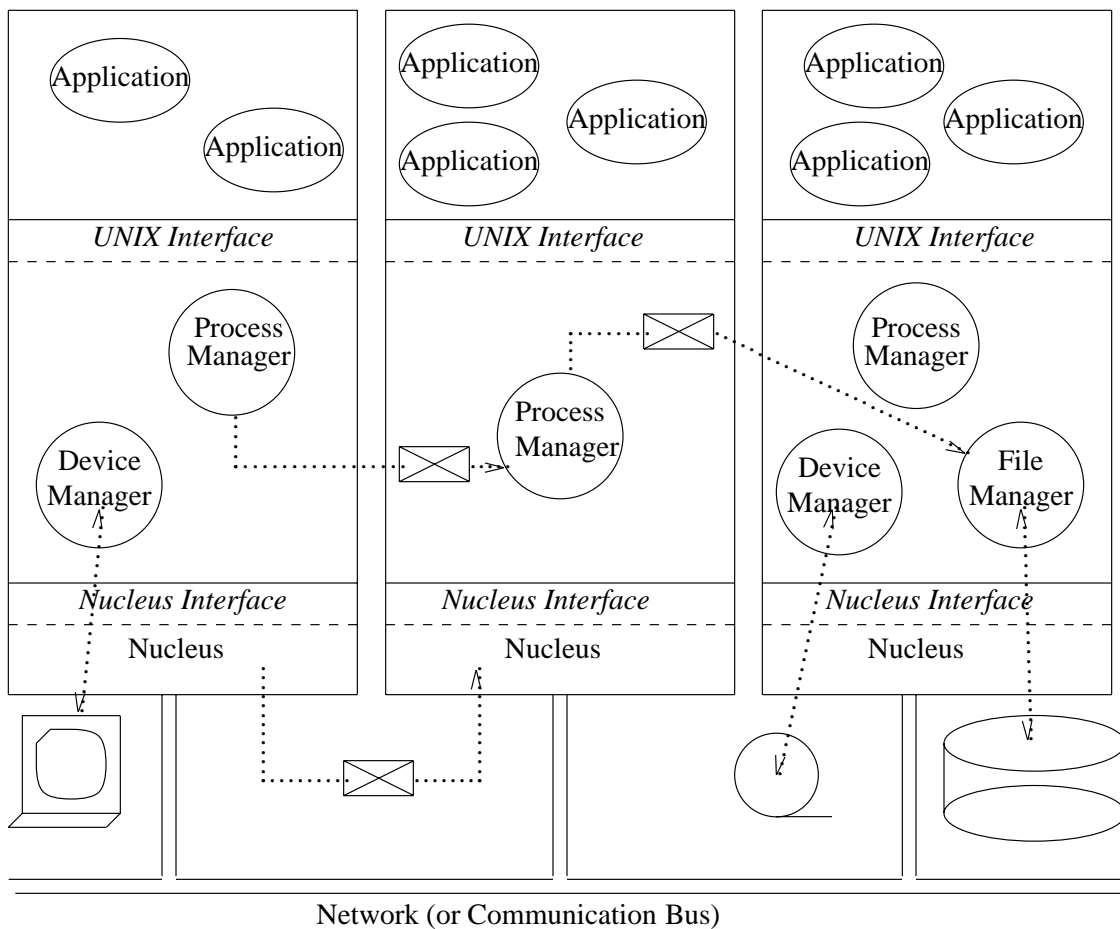 Application
Application
UNIX Interface
Process
Manager
Device
Manager
Nucleus Interface
Nucleus
Application
Application
Application
UNIX Interface
Process
Manager
Nucleus Interface
Nucleus
Application
Application
Application
UNIX Interface
Process
Manager
Device
Manager
File
Manager
Nucleus Interface
Nucleus
Network (or Communication Bus)